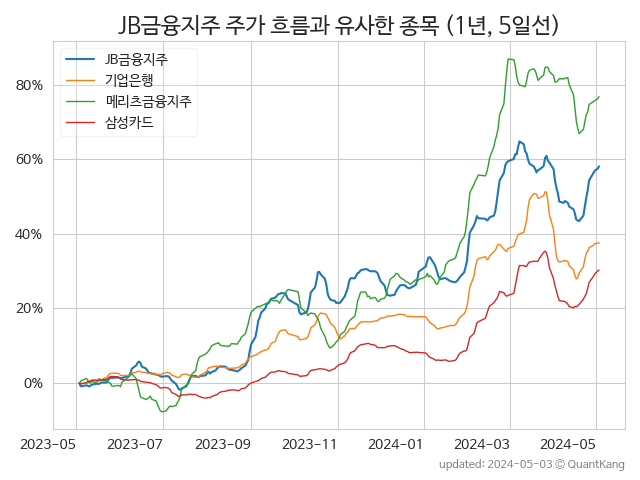 JB금융지주 주가 흐름과 유사한 종목 (1년, 5일선)
JB금융지주
기업은행
메리츠금융지주
삼성카드
80%
60%
40%
20%
0%
2023-05 2023-07 2023-09 2023-11 2024-01 2024-03 2024-05
updated: 2024-05-03 © QuantKang